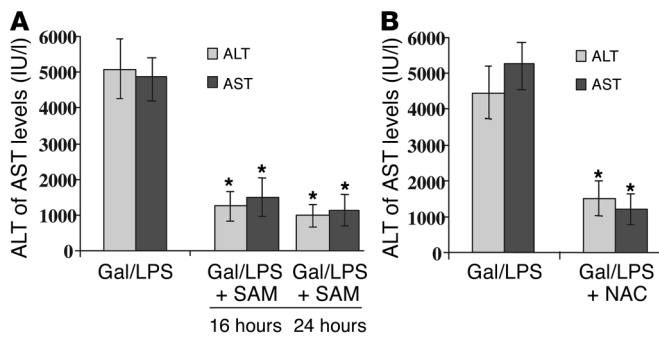 A
ALT of AST levels (IU/l)
6000
5000
4000
3000
2000
1000
0
ALT
AST
* * * *
Gal/LPS
Gal/LPS
+ SAM
Gal/LPS
+ SAM
16 hours
24 hours
B
ALT of AST levels (IU/l)
6000
5000
4000
3000
2000
1000
0
ALT
AST
* *
Gal/LPS
Gal/LPS
+ NAC